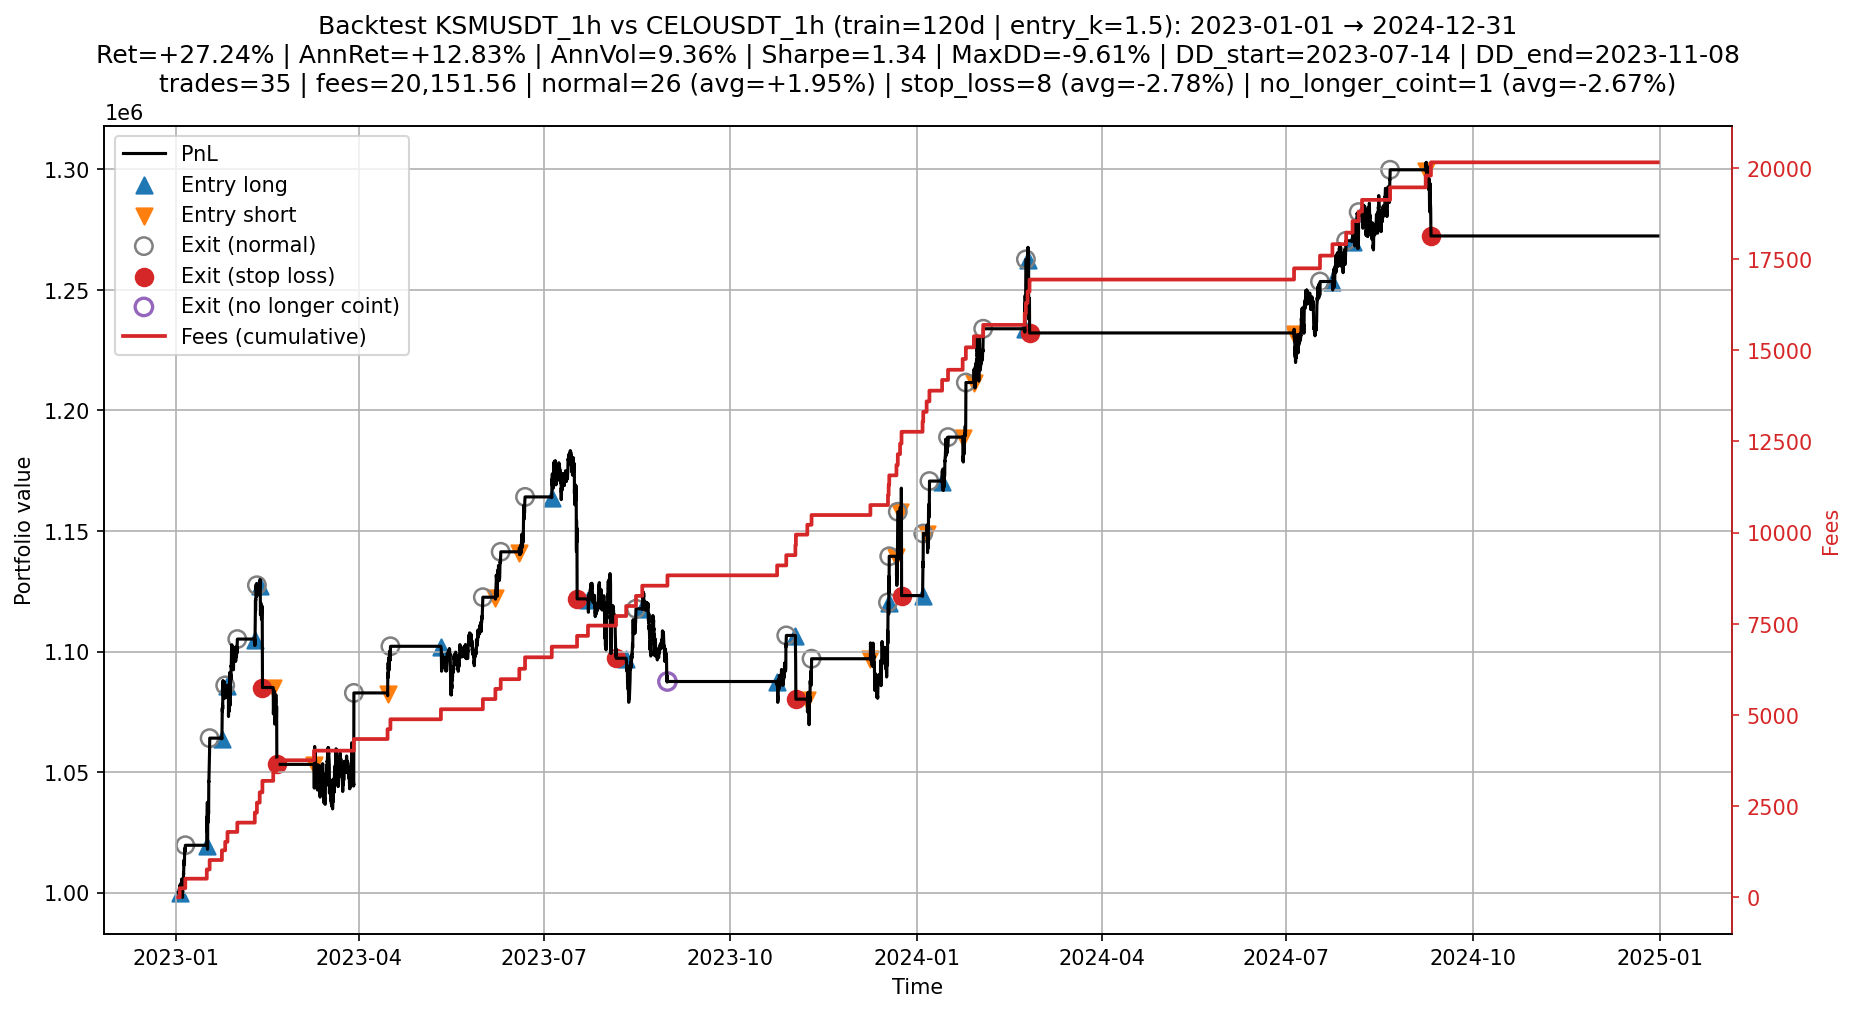 Backtest KSMUSDT_1h vs CELOUSDT_1h (train=120d | entry_k=1.5): 2023-01-01 → 2024-12-31
Ret=+27.24% | AnnRet=+12.83% | AnnVol=9.36% | Sharpe=1.34 | MaxDD=-9.61% | DD_start=2023-07-14 | DD_end=2023-11-08
trades=35 | fees=20,151.56 | normal=26 (avg=+1.95%) | stop_loss=8 (avg=-2.78%) | no_longer_coint=1 (avg=-2.67%)
1e6
PnL
Entry long
Entry short
Exit (normal)
Exit (stop loss)
Exit (no longer coint)
Fees (cumulative)
Portfolio value
1.30
1.25
1.20
1.15
1.10
1.05
1.00
20000
17500
15000
12500
10000
7500
5000
2500
0
Fees
2023-01
2023-04
2023-07
2023-10
2024-01
2024-04
2024-07
2024-10
2025-01
Time